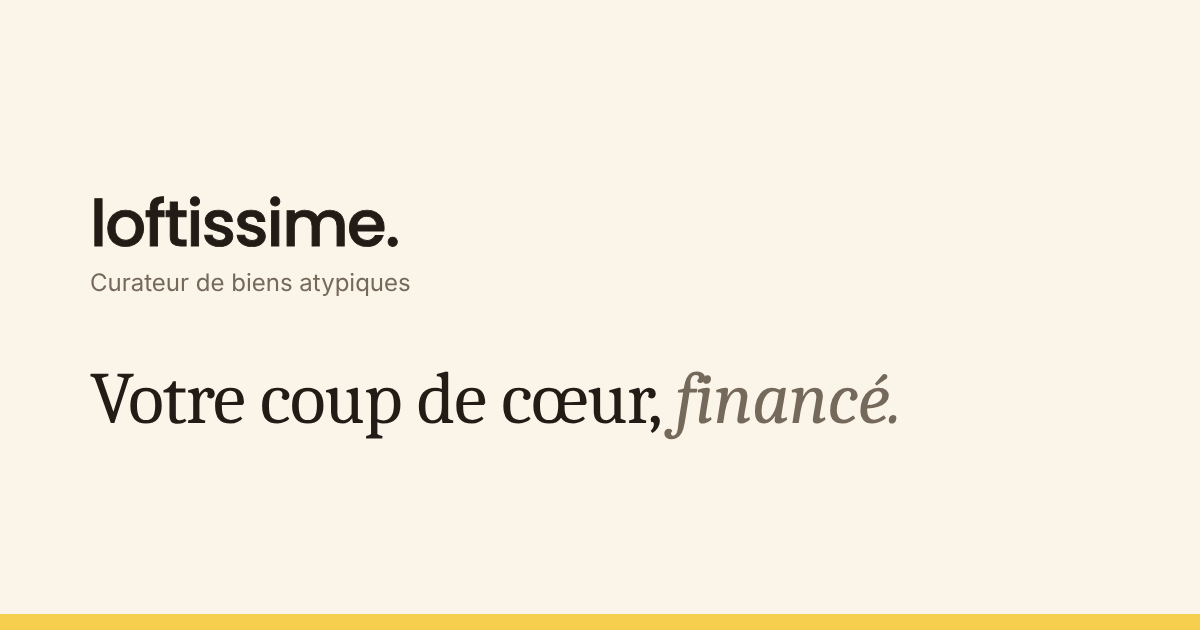 loftissime.
Curateur de biens atypiques
Votre coup de cœur, financé.